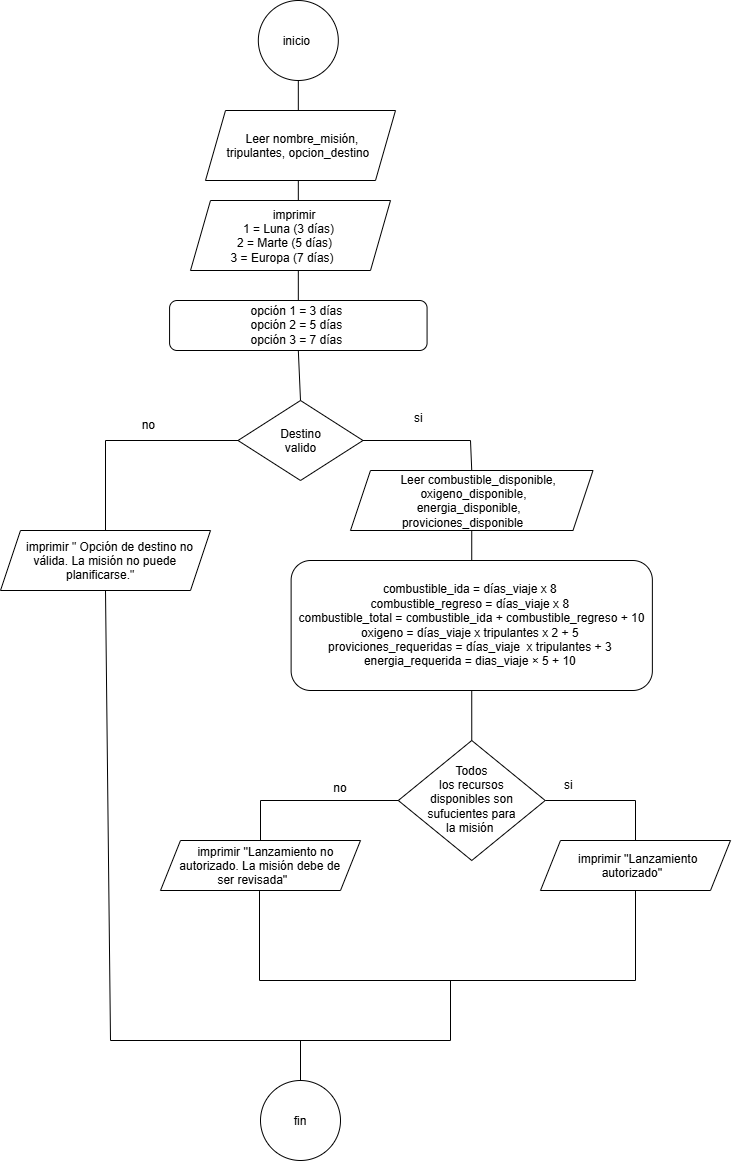 inicio
Leer nombre_misión,
tripulantes, opcion_destino
imprimir
1 = Luna (3 días)
2 = Marte (5 días)
3 = Europa (7 días)
opción 1 = 3 días
opción 2 = 5 días
opción 3 = 7 días
Destino
valido
no
si
imprimir " Opción de destino no
válida. La misión no puede
planificarse."
Leer combustible_disponible,
oxigeno_disponible,
energia_disponible,
proviciones_disponible
combustible_ida = días_viaje x 8
combustible_regreso = días_viaje x 8
combustible_total = combustible_ida + combustible_regreso + 10
oxigeno = días_viaje x tripulantes x 2 + 5
proviciones_requeridas = días_viaje x tripulantes + 3
energia_requerida = dias_viaje × 5 + 10
Todos
los recursos
disponibles son
sufucientes para
la misión
no
si
imprimir "Lanzamiento no
autorizado. La misión debe de
ser revisada"
imprimir "Lanzamiento
autorizado"
fin